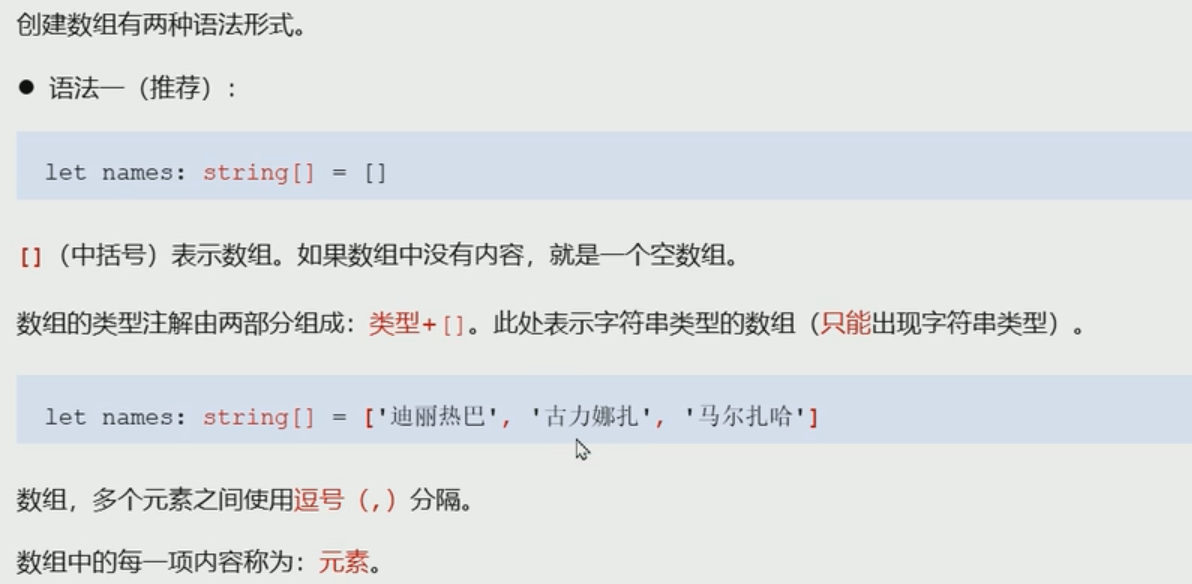 创建数组有两种语法形式。
● 语法一（推荐）：
let names: string[] = []
[]（中括号）表示数组。如果数组中没有内容，就是一个空数组。
数组的类型注解由两部分组成：类型+[]。此处表示字符串类型的数组（只能出现字符串类型）。
let names: string[] = ['迪丽热巴', '古力娜扎', '马尔扎哈']
数组，多个元素之间使用逗号（,）分隔。
数组中的每一项内容称为：元素。